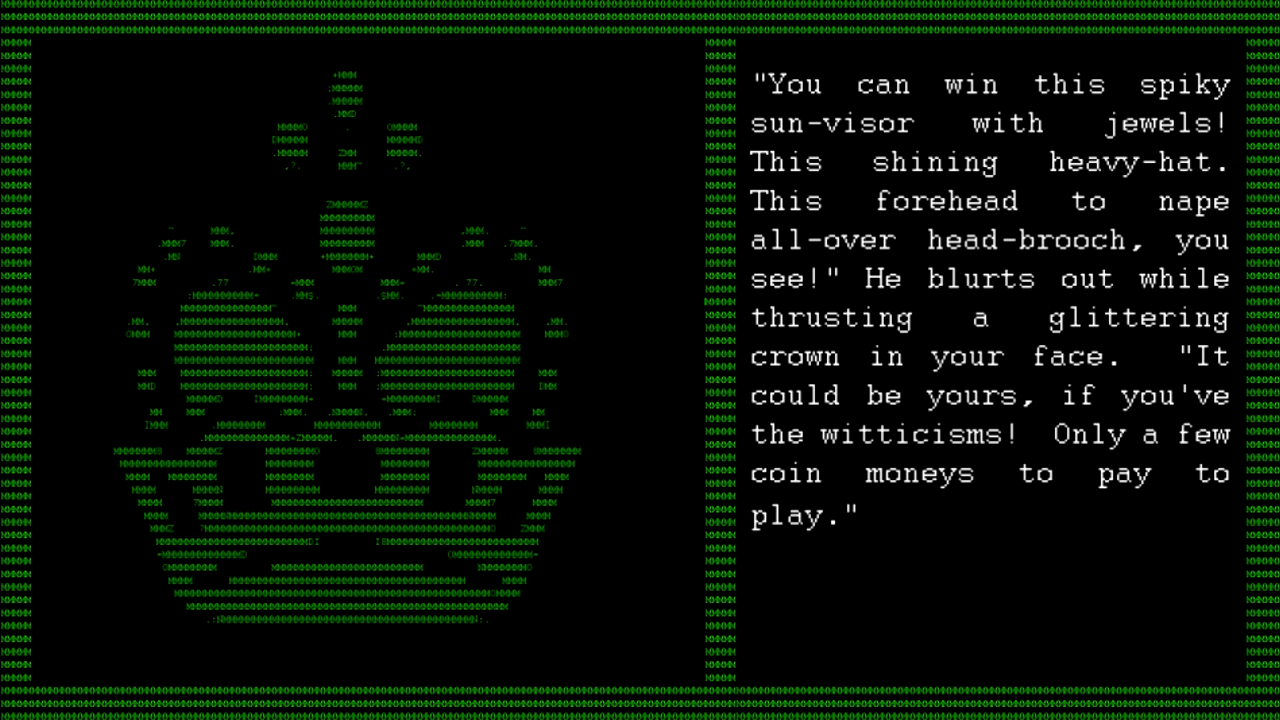 "You can win this spiky
sun-visor with jewels!
This shining heavy-hat.
This forehead to nape
all-over head-brooch, you
see!" He blurts out while
thrusting a glittering
crown in your face. "It
could be yours, if you've
the witticisms! Only a few
coin moneys to pay to
play."